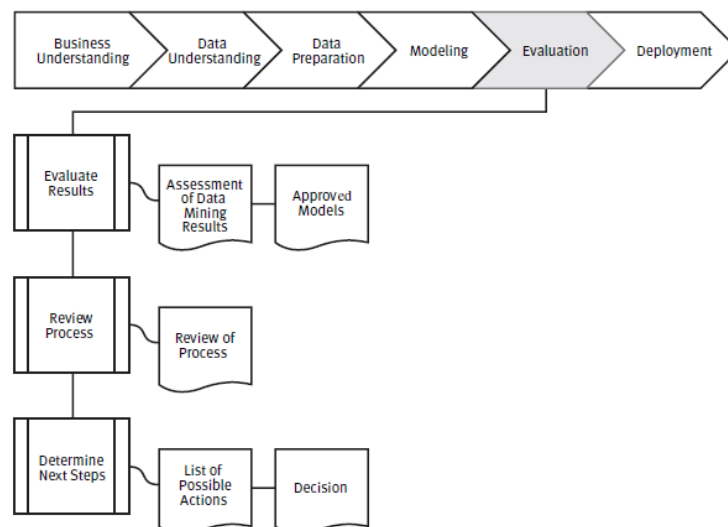 Business
Understanding
Data
Understanding
Data
Preparation
Modeling
Evaluation
Deployment
Evaluate
Results
Assessment
of Data
Mining
Results
Approved
Models
Review
Process
Review of
Process
Determine
Next Steps
List of
Possible
Actions
Decision